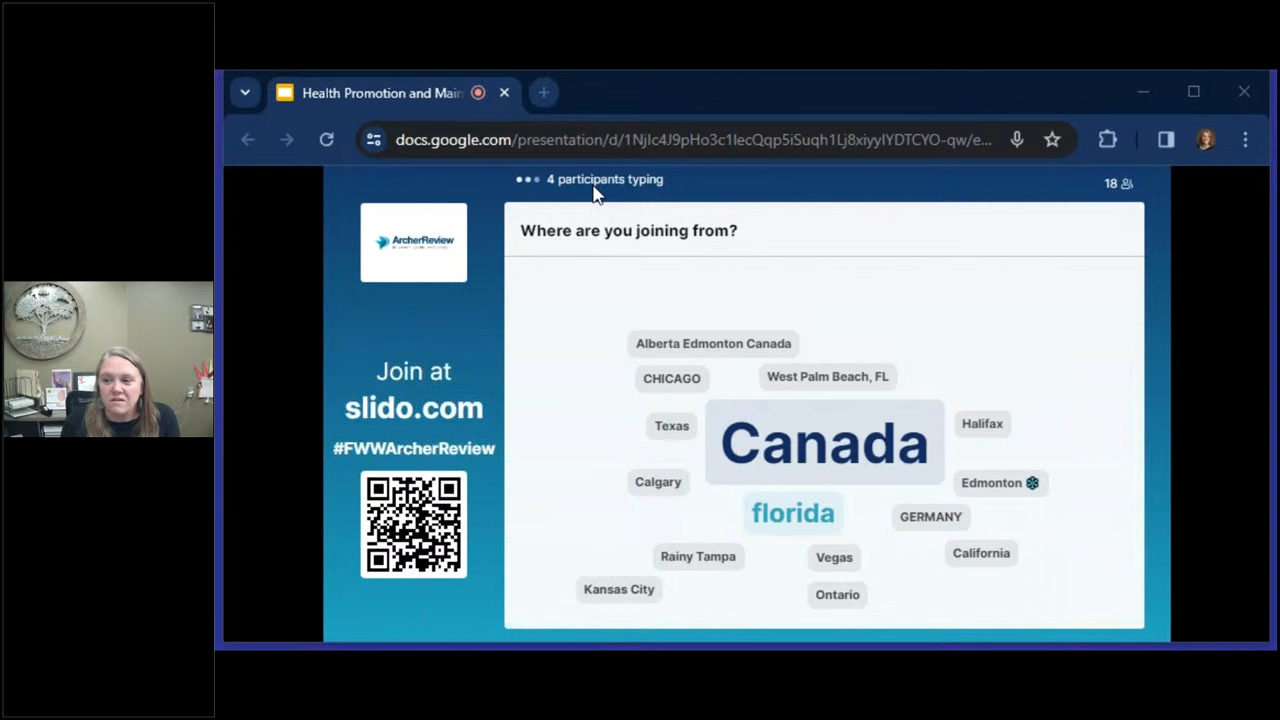 Health Promotion and Main
docs.google.com/presentation/d/1NjIc4J9pHo3c1IecQqp5iSuqh1Lj8xiyyIYDTCYO-qw/e...
4 participants typing
18
ArcherReview
Where are you joining from?
Join at
slido.com
#FWWArcherReview
Alberta Edmonton Canada
CHICAGO
West Palm Beach, FL
Texas
Canada
Halifax
Calgary
Edmonton
florida
GERMANY
Rainy Tampa
Vegas
California
Kansas City
Ontario